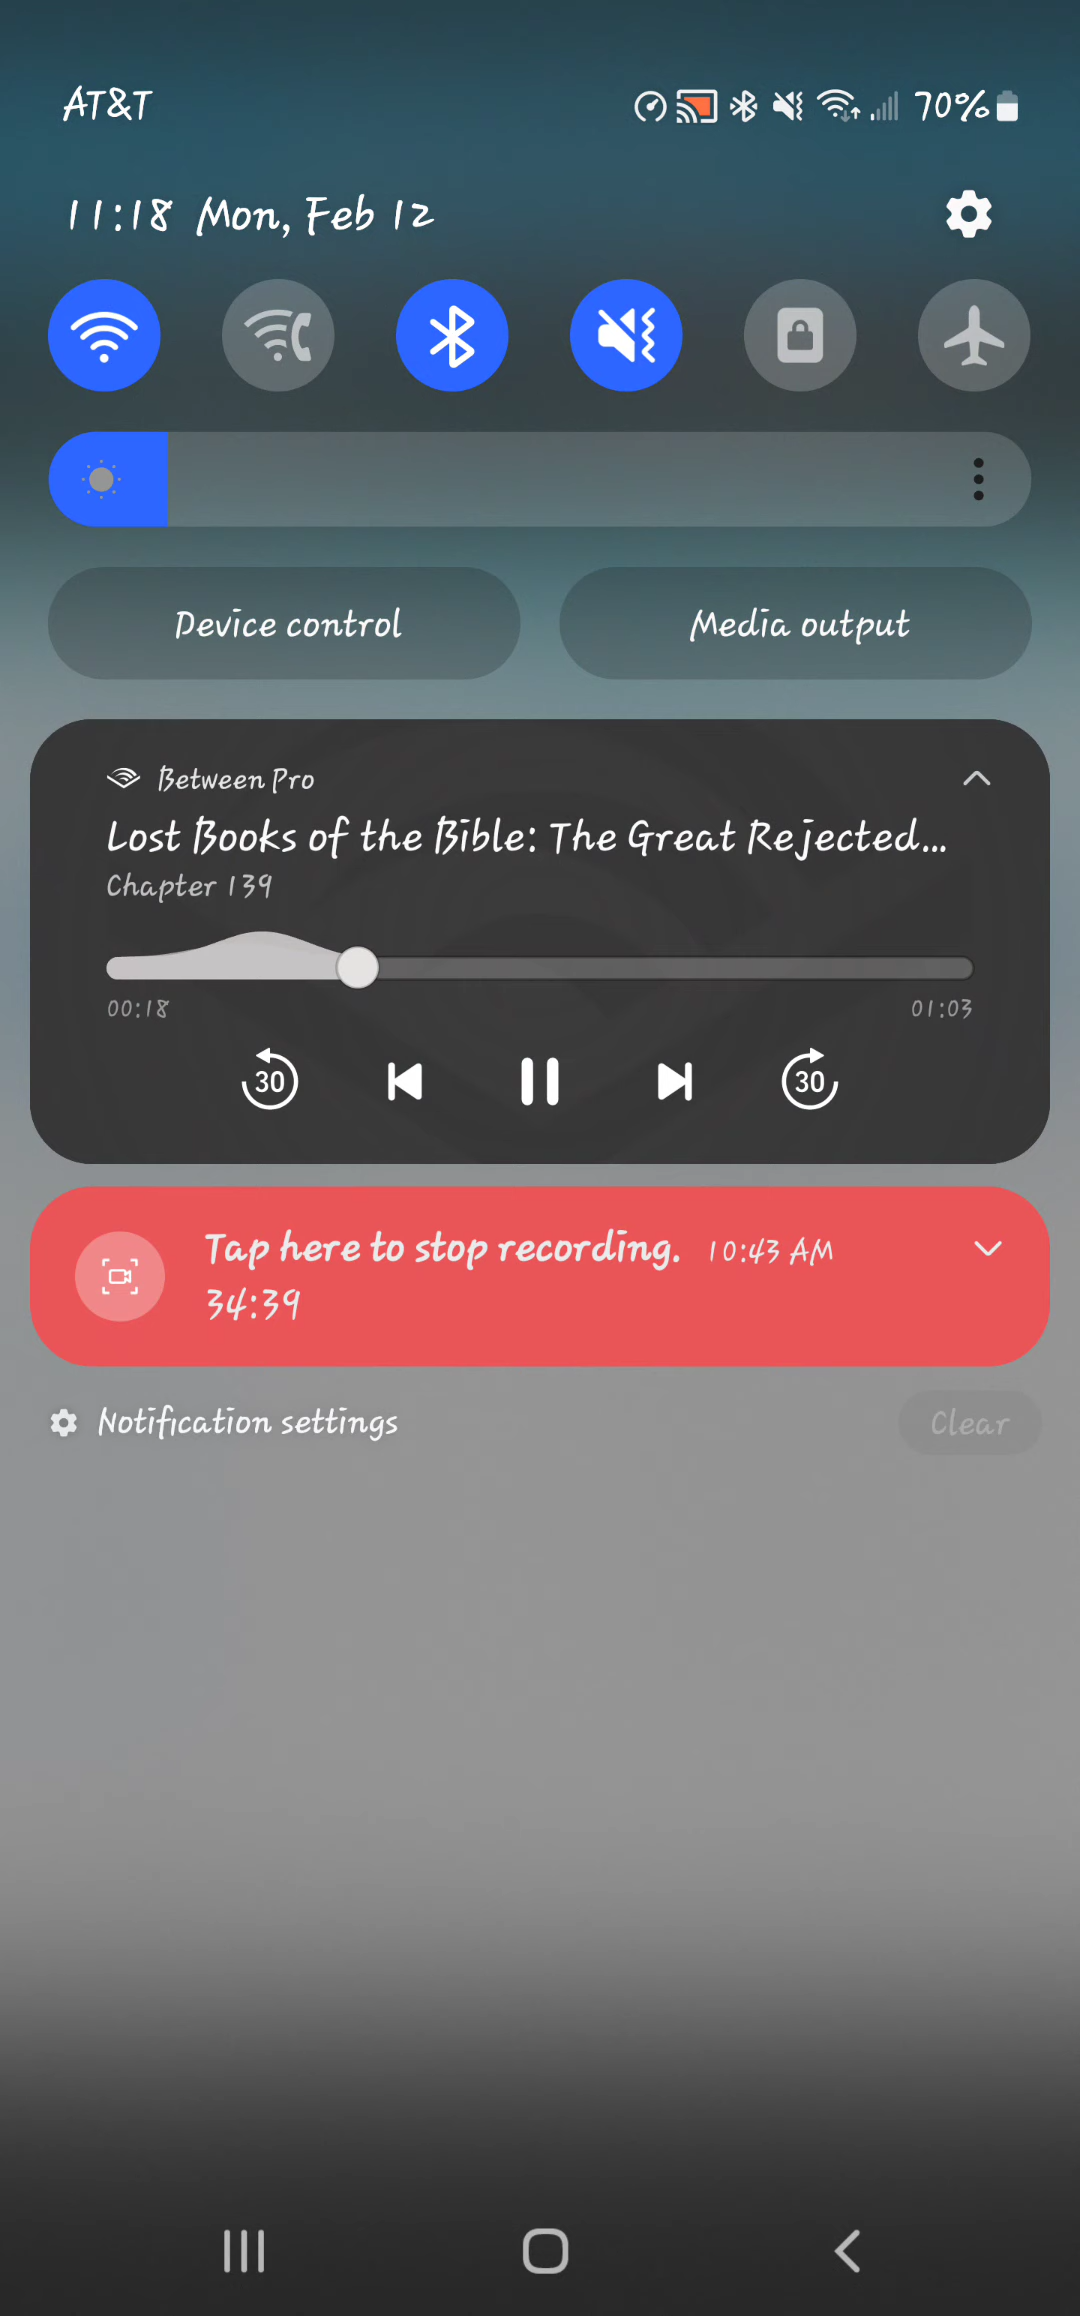 AT&T
70%
11:18 Mon, Feb 12
Device control
Media output
Between Pro
Lost Books of the Bible: The Great Rejected...
Chapter 139
00:18
01:03
30
30
Tap here to stop recording. 10:43 AM
34:39
Notification settings
Clear